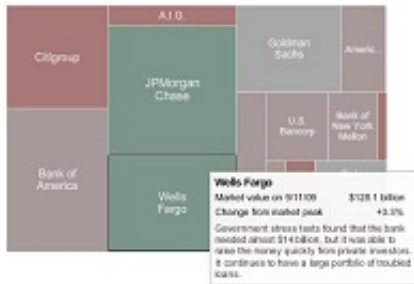 A.I.G.
Citigroup
JPMorgan
Chase
Goldman
Sachs
Americ...
U.S.
Bancorp
Bank of
New York
Mellon
Bank of
America
Wells
Fargo
Wells Fargo
Market value on 9/11/09 $129.1 billion
Change from market peak +3.3%
Government stress tests found that the bank
needed almost $14 billion, but it was able to
raise the money quickly from private investors.
It continues to have a large portfolio of troubled
loans.